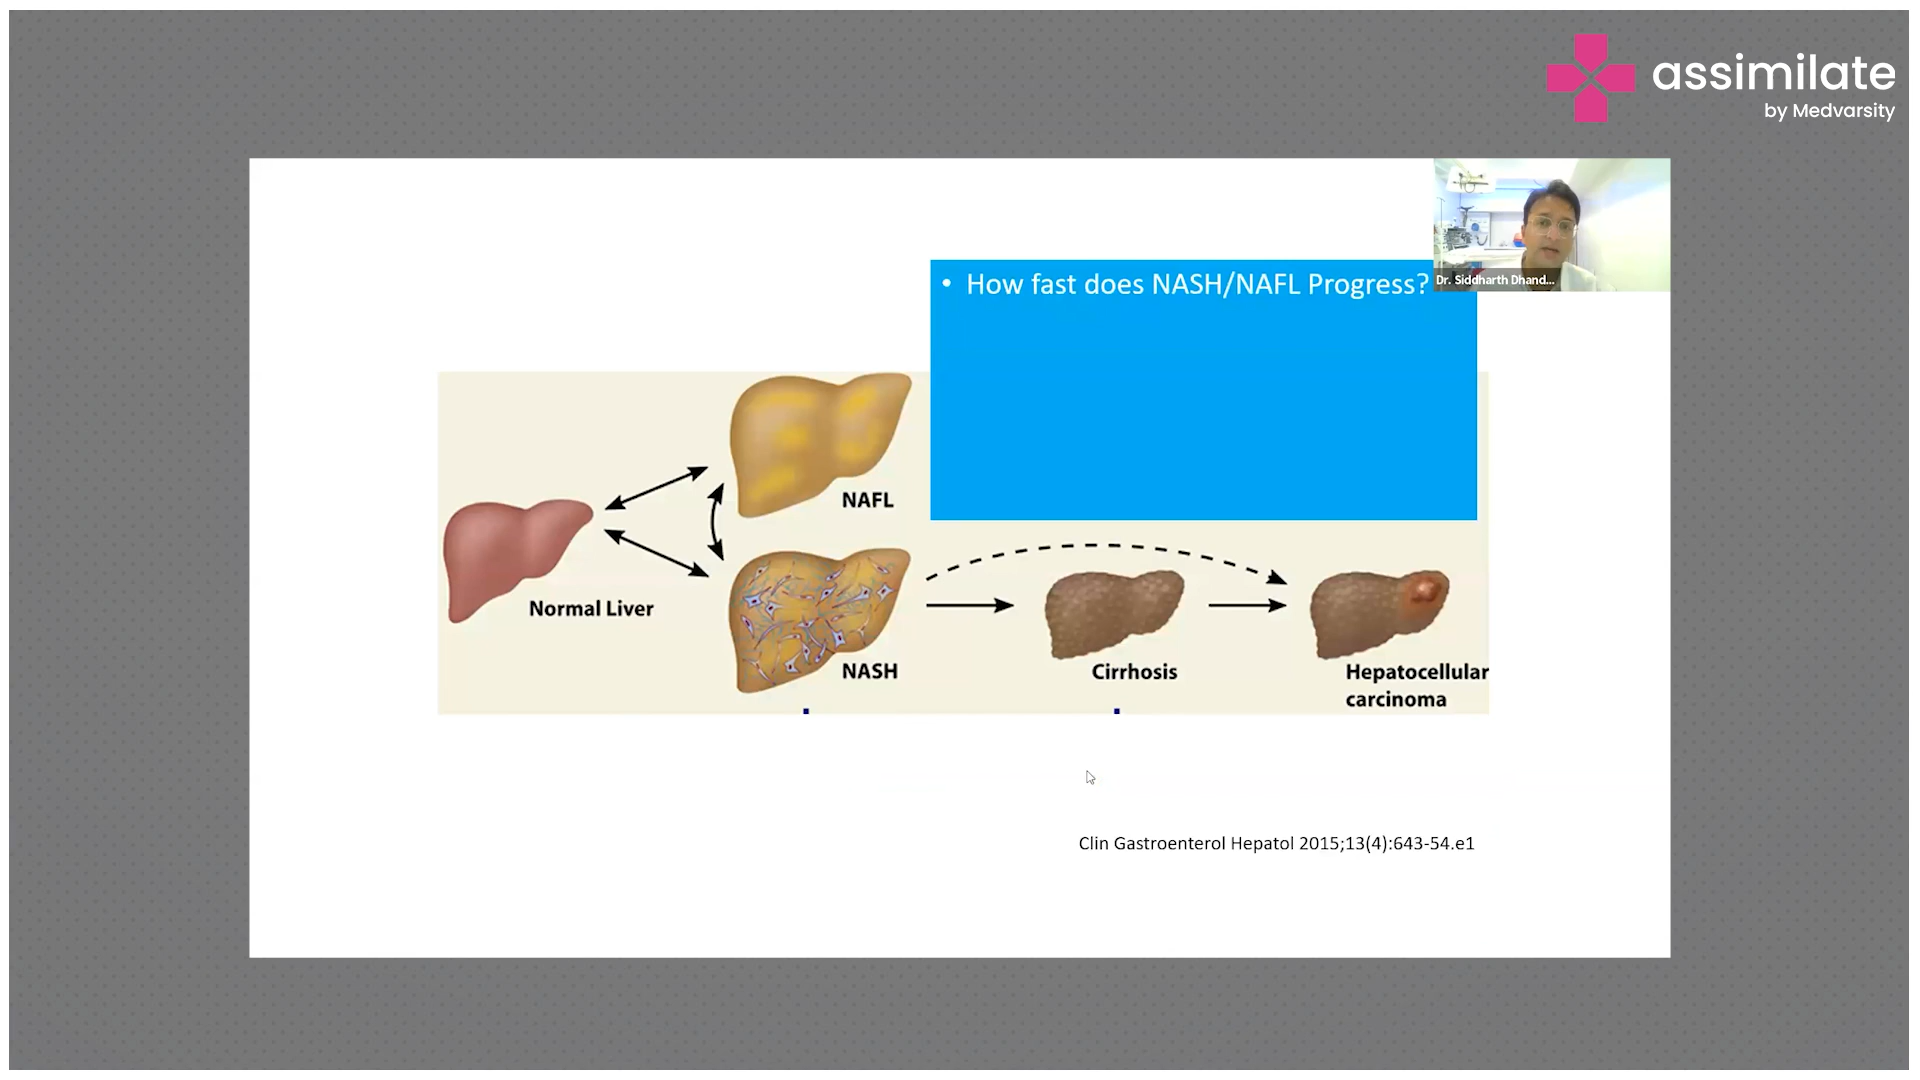 assimilate
by Medvarsity
Dr. Siddharth Dhand...
• How fast does NASH/NAFL Progress?
NAFL
Normal Liver
NASH
Cirrhosis
Hepatocellular
carcinoma
Clin Gastroenterol Hepatol 2015;13(4):643-54.e1